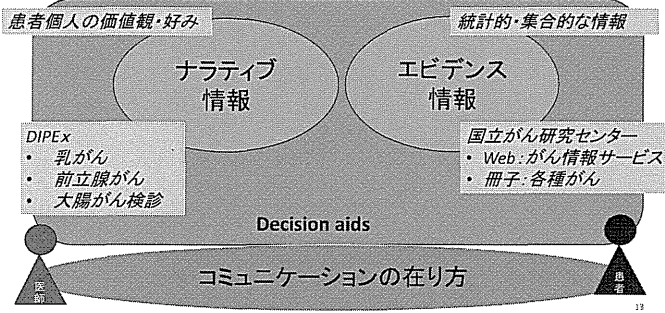 患者個人の価値観・好み
統計的・集合的な情報
ナラティブ
情報
エビデンス
情報
DIPEx
• 乳がん
• 前立腺がん
• 大腸がん検診
国立がん研究センター
• Web:がん情報サービス
• 冊子:各種がん
Decision aids
医師
コミュニケーションの在り方
患者
13